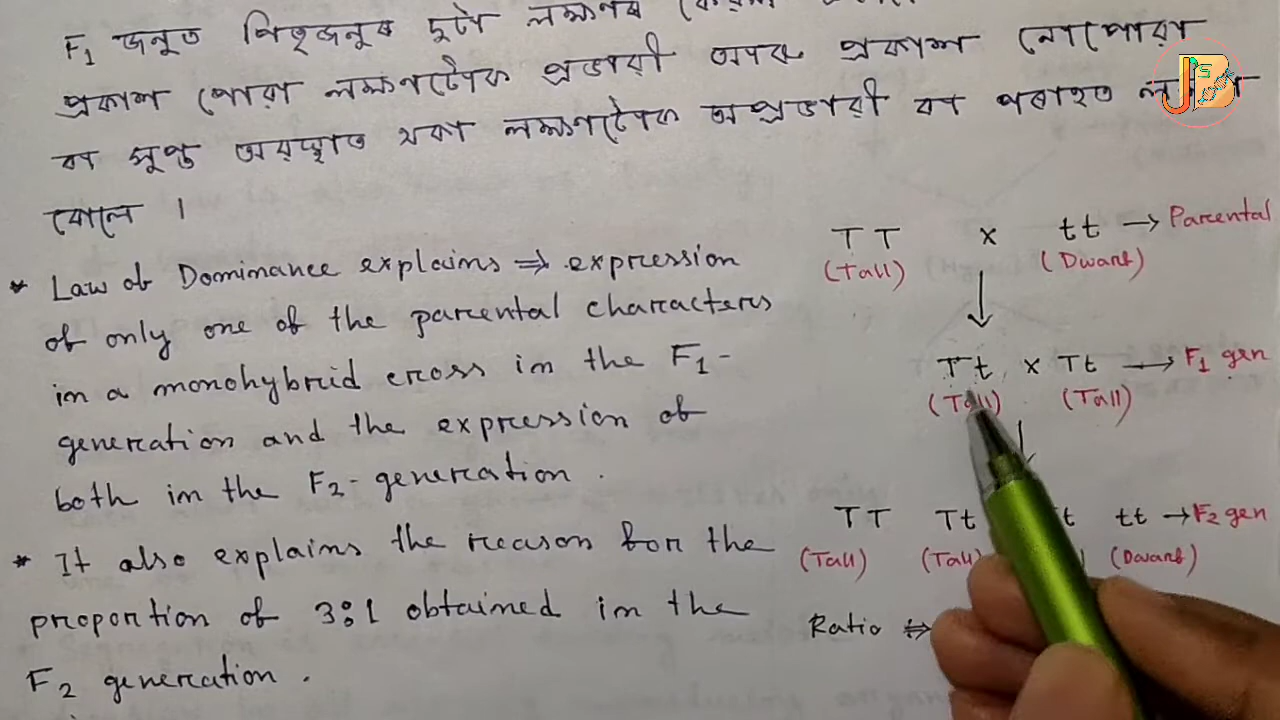 F₁ জনুত পিতৃজনুৰ দুটা লক্ষণৰ
প্ৰকাশ পোৱা লক্ষণটোক প্ৰভাৱী আৰু প্ৰকাশ নোপোৱা
বা সুপ্ত অৱস্থাত থকা লক্ষণটোক অপ্ৰভাৱী বা পৰাহত
বোলে ।
* Law of Dominance explains ⇒ expression
of only one of the parental characters
in a monohybrid cross in the F₁-
generation and the expression of
both in the F₂-generation.
* It also explains the reason for the
proportion of 3:1 obtained in the
F₂ generation.
TT x tt → Parental
(Tall) (Dwarf)
Tt x Tt → F₁ gen
(Tall) (Tall)
TT Tt tt → F₂ gen
(Tall) (Tall) (Dwarf)
Ratio ⇔